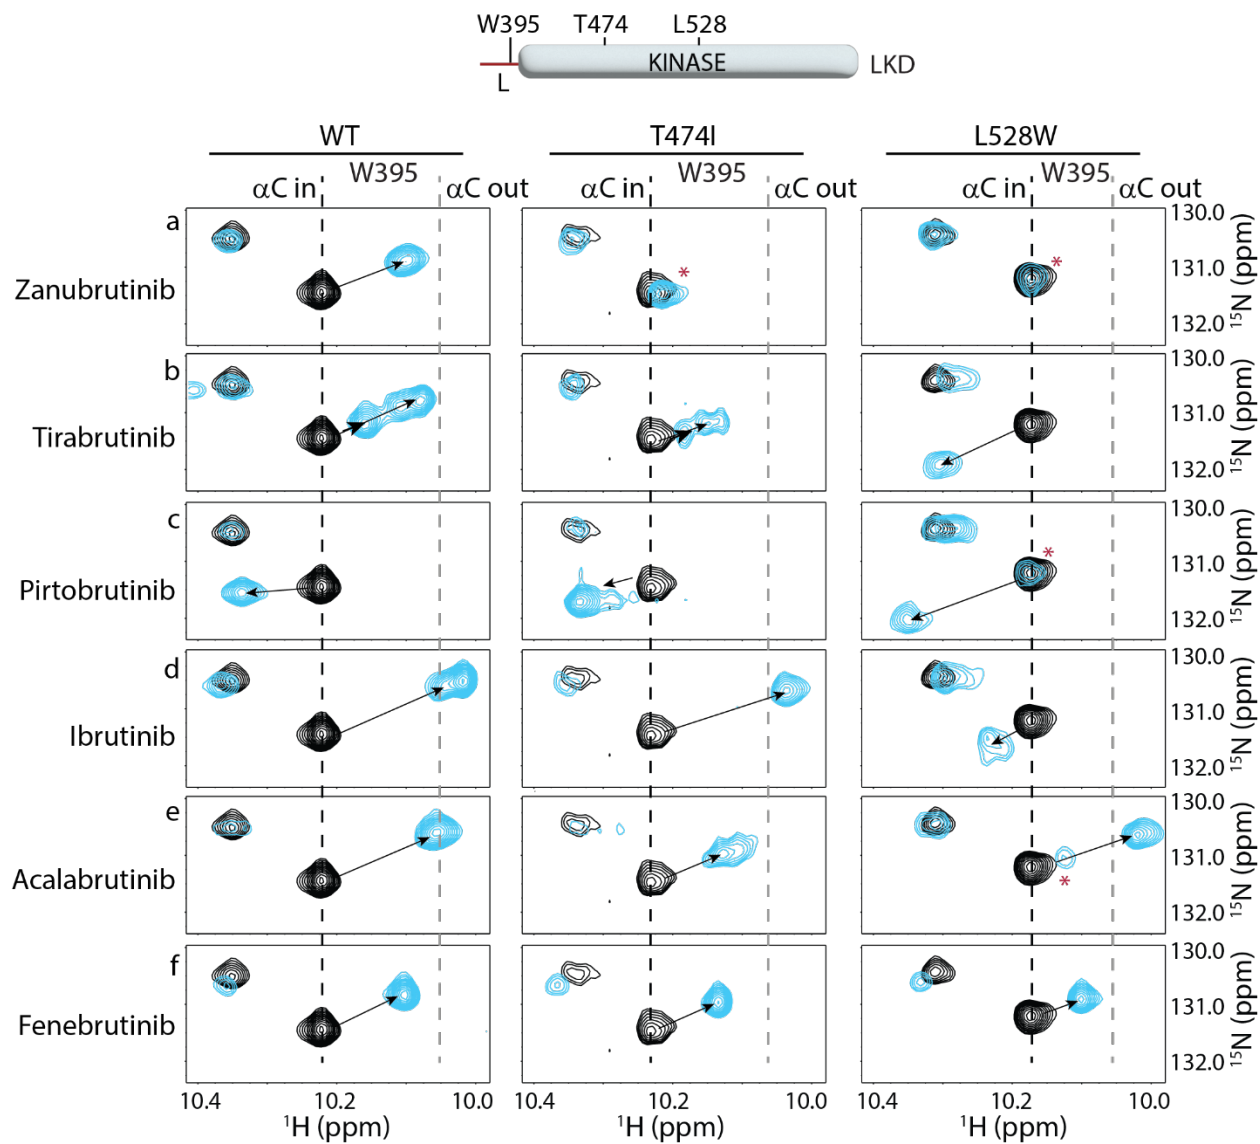 W395 T474 L528
KINASE LKD
L
WT T474I L528W
W395 W395 W395
αC in αC out αC in αC out αC in αC out
a
Zanubrutinib
*
*
130.0
131.0
132.0
15N (ppm)
b
Tirabrutinib
130.0
131.0
132.0
15N (ppm)
c
Pirtobrutinib
*
130.0
131.0
132.0
15N (ppm)
d
Ibrutinib
130.0
131.0
132.0
15N (ppm)
e
Acalabrutinib
*
130.0
131.0
132.0
15N (ppm)
f
Fenebrutinib
130.0
131.0
132.0
15N (ppm)
10.4 10.2 10.0 10.2 10.0 10.4 10.2 10.0
1H (ppm) 1H (ppm) 1H (ppm)